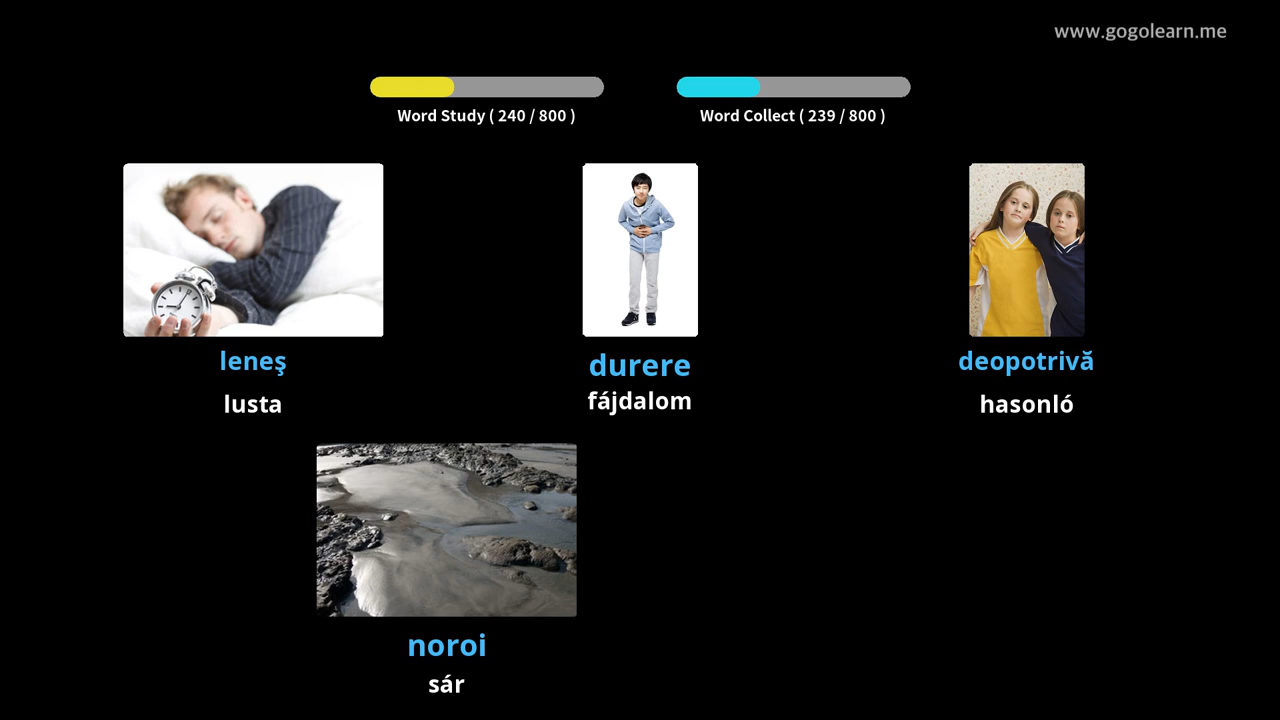 www.gogolearn.me
Word Study ( 240 / 800 )
Word Collect ( 239 / 800 )
leneş
lusta
durere
fájdalom
deopotrivă
hasonló
noroi
sár